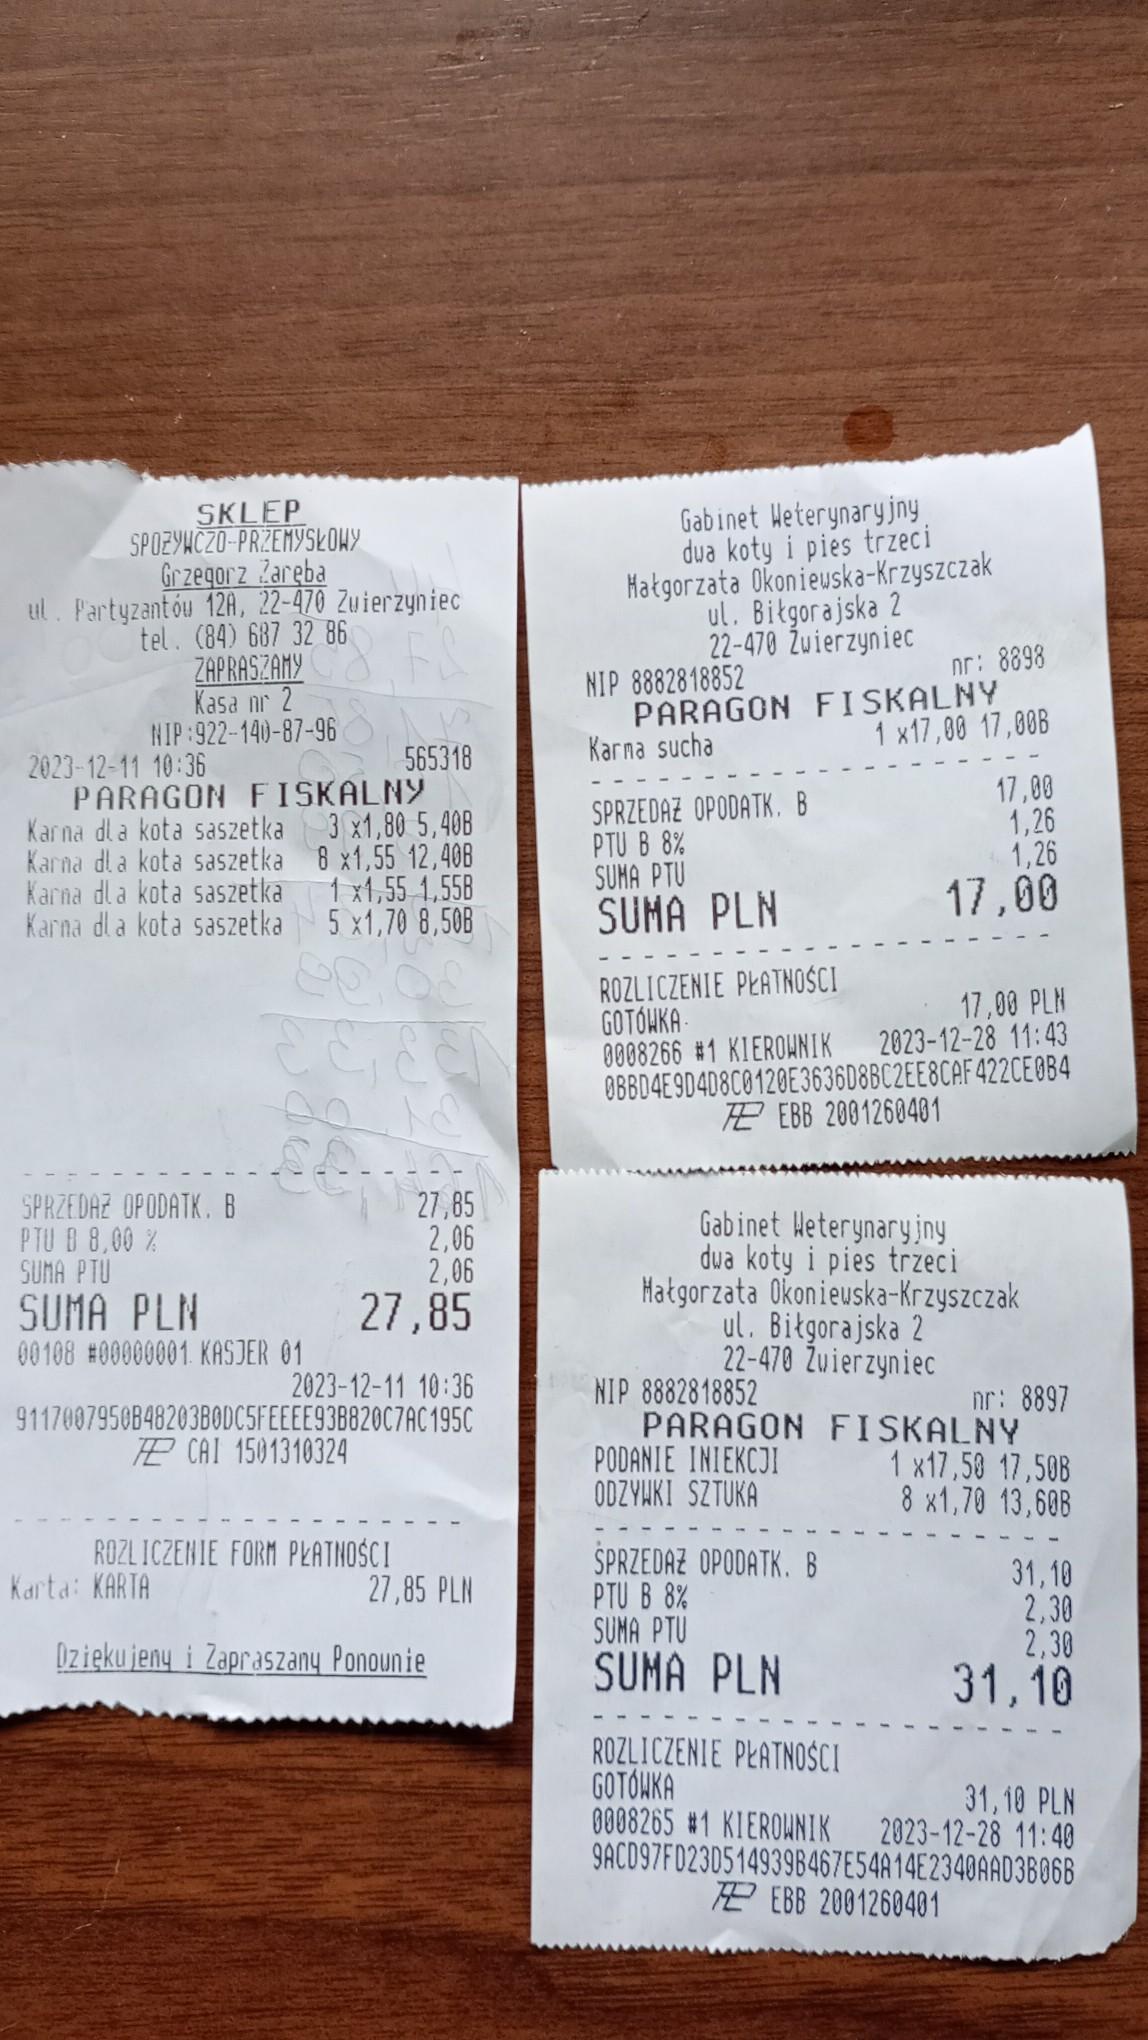 SKLEP
SPOŻYWCZO-PRZEMYSŁOWY
Grzegorz Zaręba
ul. Partyzantów 12A, 22-470 Zwierzyniec
tel. (84) 687 32 86
ZAPRASZAMY
Kasa nr 2
NIP:922-140-87-96
2023-12-11 10:36 565318
PARAGON FISKALNY
Karma dla kota saszetka 3 x1,80 5,40B
Karma dla kota saszetka 8 x1,55 12,40B
Karma dla kota saszetka 1 x1,55 1,55B
Karma dla kota saszetka 5 x1,70 8,50B
SPRZEDAŻ OPODATK. B 27,85
PTU B 8,00 % 2,06
SUMA PTU 2,06
SUMA PLN 27,85
00108 #00000001 KASJER 01
2023-12-11 10:36
9117007950B48203B0DC5FEEEE93B820C7AC195C
CAI 1501310324
ROZLICZENIE FORM PŁATNOŚCI
Karta: KARTA 27,85 PLN
Dziękujemy i Zapraszamy Ponownie
Gabinet Weterynaryjny
dua koty i pies trzeci
Małgorzata Okoniewska-Krzyszczak
ul. Biłgorajska 2
22-470 Zwierzyniec
NIP 8882818852 nr: 8898
PARAGON FISKALNY
Karma sucha 1 x17,00 17,00B
SPRZEDAŻ OPODATK. B 17,00
PTU B 8% 1,26
SUMA PTU 1,26
SUMA PLN 17,00
ROZLICZENIE PŁATNOŚCI
GOTÓWKA 17,00 PLN
0008266 #1 KIEROWNIK 2023-12-28 11:43
0BBD4E9D4D8C0120E3636D8BC2EE8CAF422CE0B4
EBB 2001260401
Gabinet Weterynaryjny
dwa koty i pies trzeci
Małgorzata Okoniewska-Krzyszczak
ul. Biłgorajska 2
22-470 Zwierzyniec
NIP 8882818852 nr: 8897
PARAGON FISKALNY
PODANIE INIEKCJI 1 x17,50 17,50B
ODŻYWKI SZTUKA 8 x1,70 13,60B
SPRZEDAŻ OPODATK. B 31,10
PTU B 8% 2,30
SUMA PTU 2,30
SUMA PLN 31,10
ROZLICZENIE PŁATNOŚCI
GOTÓWKA 31,10 PLN
0008265 #1 KIEROWNIK 2023-12-28 11:40
9ACD97FD23D514939B467E54A14E2340AAD3B06B
EBB 2001260401